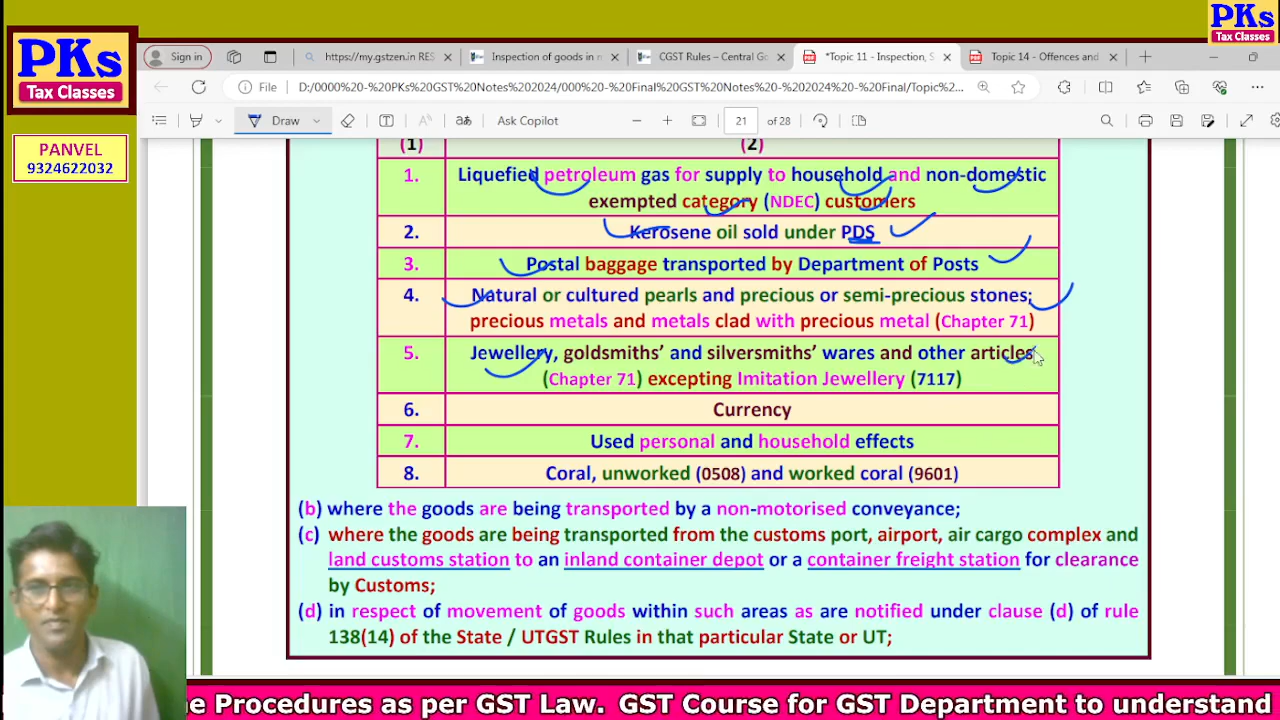 PKs
Tax Classes
PKs
Tax Classes
PANVEL
9324622032
Sign in
https://my.gstzen.in RES
Inspection of goods in n
CGST Rules – Central Go
*Topic 11 - Inspection, S
Topic 14 - Offences and
File
D:/0000%20-%20PKs%20GST%20Notes%202024/000%20-%20Final%20GST%20Notes%20-%202024%20-%20Final/Topic%2...
Draw
Ask Copilot
21 of 28
(1) (2)
1. Liquefied petroleum gas for supply to household and non-domestic
exempted category (NDEC) customers
2. Kerosene oil sold under PDS
3. Postal baggage transported by Department of Posts
4. Natural or cultured pearls and precious or semi-precious stones;
precious metals and metals clad with precious metal (Chapter 71)
5. Jewellery, goldsmiths’ and silversmiths’ wares and other articles
(Chapter 71) excepting Imitation Jewellery (7117)
6. Currency
7. Used personal and household effects
8. Coral, unworked (0508) and worked coral (9601)
(b) where the goods are being transported by a non-motorised conveyance;
(c) where the goods are being transported from the customs port, airport, air cargo complex and
land customs station to an inland container depot or a container freight station for clearance
by Customs;
(d) in respect of movement of goods within such areas as are notified under clause (d) of rule
138(14) of the State / UTGST Rules in that particular State or UT;
e Procedures as per GST Law. GST Course for GST Department to understand